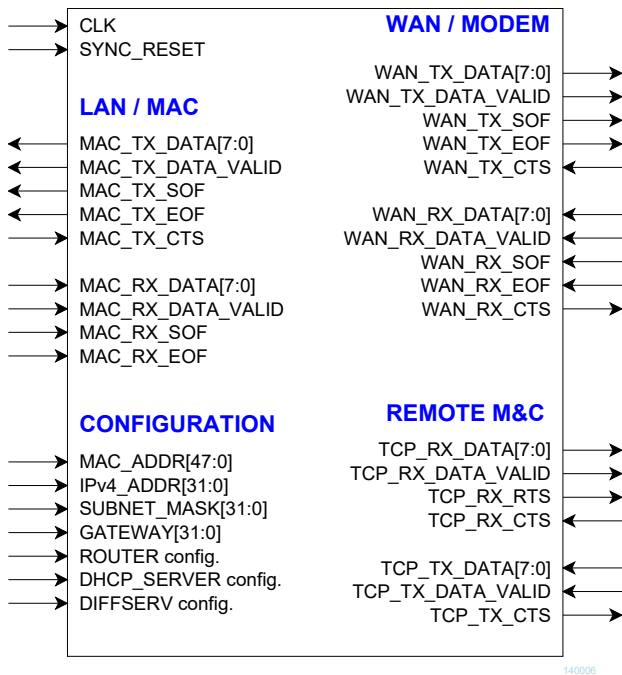 CLK
SYNC_RESET
LAN / MAC
MAC_TX_DATA[7:0]
MAC_TX_DATA_VALID
MAC_TX_SOF
MAC_TX_EOF
MAC_TX_CTS
MAC_RX_DATA[7:0]
MAC_RX_DATA_VALID
MAC_RX_SOF
MAC_RX_EOF
CONFIGURATION
MAC_ADDR[47:0]
IPv4_ADDR[31:0]
SUBNET_MASK[31:0]
GATEWAY[31:0]
ROUTER config.
DHCP_SERVER config.
DIFFSERV config.
WAN / MODEM
WAN_TX_DATA[7:0]
WAN_TX_DATA_VALID
WAN_TX_SOF
WAN_TX_EOF
WAN_TX_CTS
WAN_RX_DATA[7:0]
WAN_RX_DATA_VALID
WAN_RX_SOF
WAN_RX_EOF
WAN_RX_CTS
REMOTE M&C
TCP_RX_DATA[7:0]
TCP_RX_DATA_VALID
TCP_RX_RTS
TCP_RX_CTS
TCP_TX_DATA[7:0]
TCP_TX_DATA_VALID
TCP_TX_CTS
140006